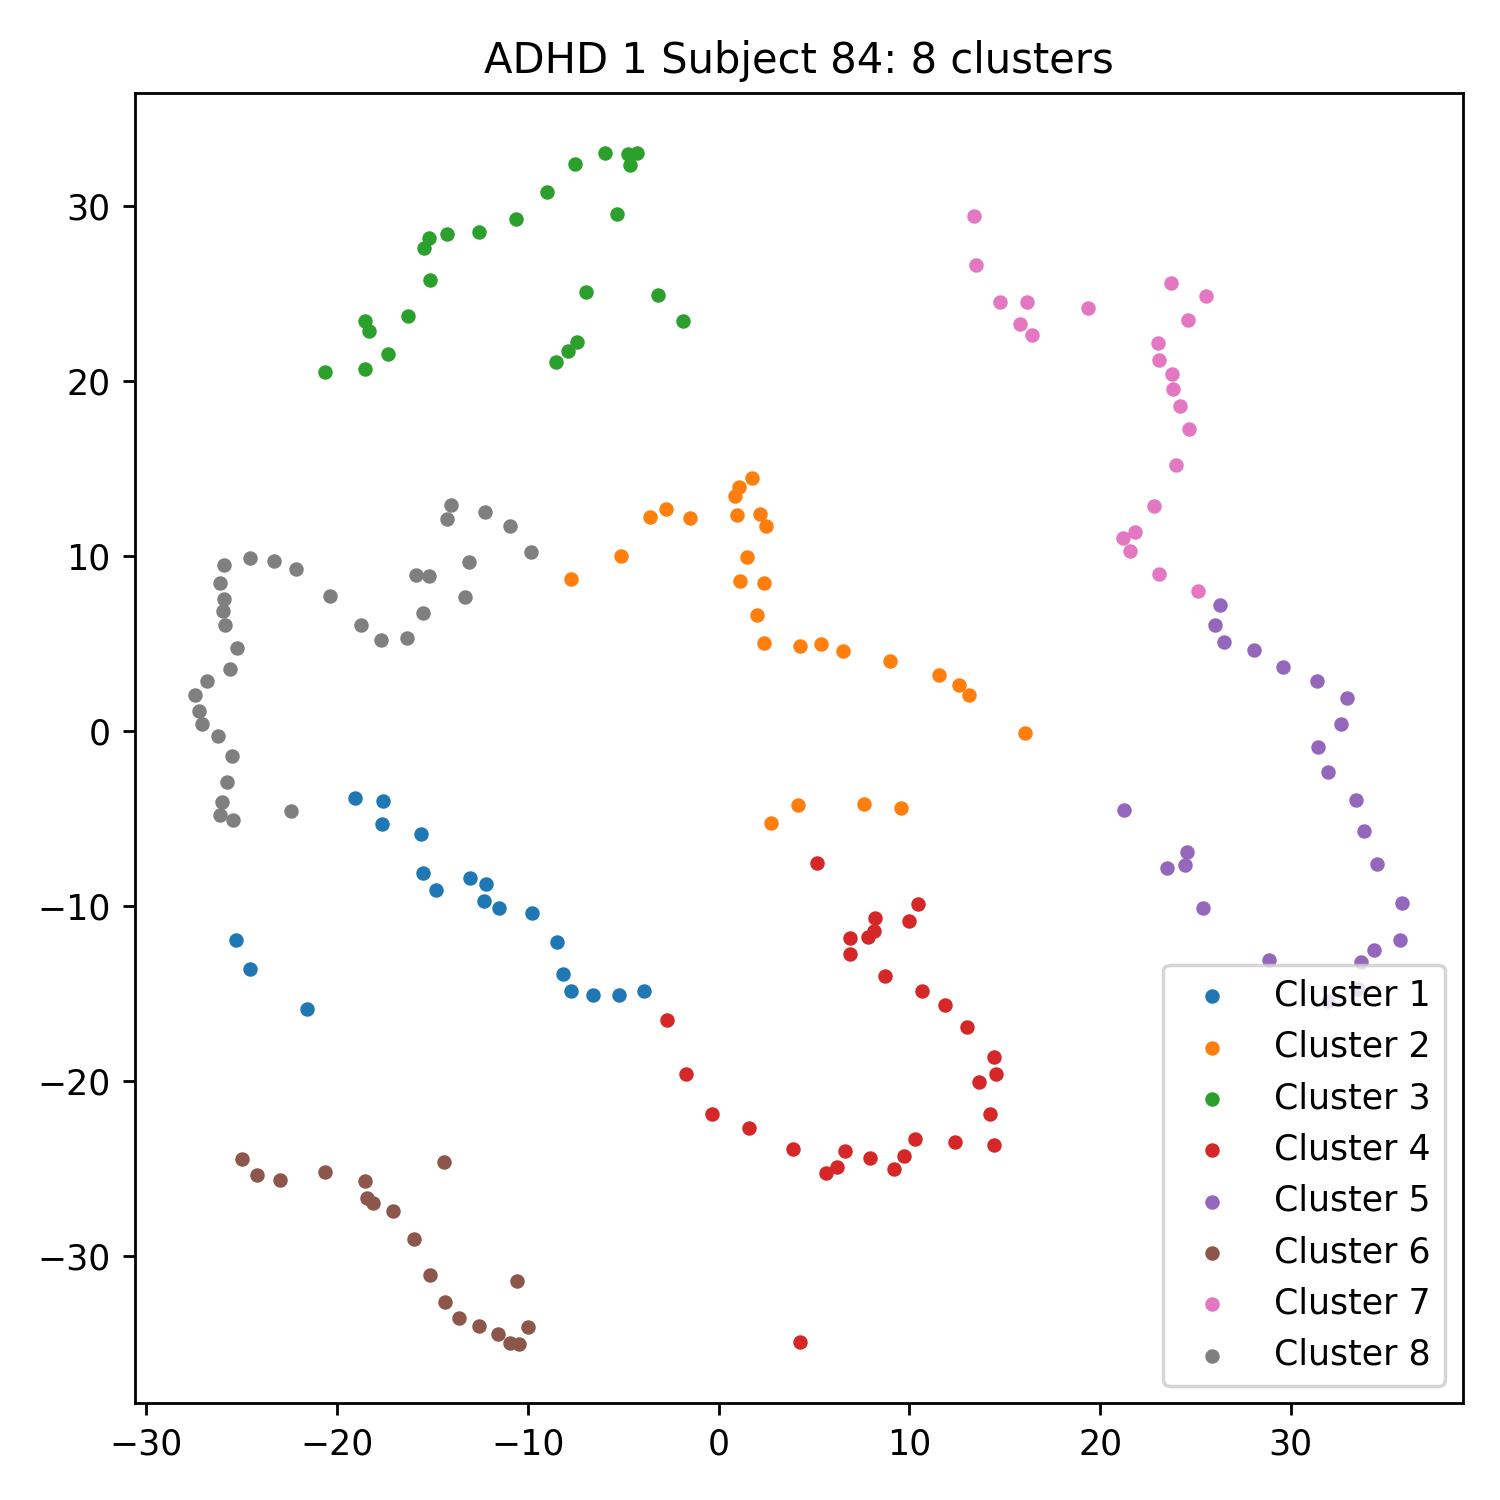 ADHD 1 Subject 84: 8 clusters
30
20
10
0
−10
−20
−30
−30 −20 −10 0 10 20 30
Cluster 1
Cluster 2
Cluster 3
Cluster 4
Cluster 5
Cluster 6
Cluster 7
Cluster 8